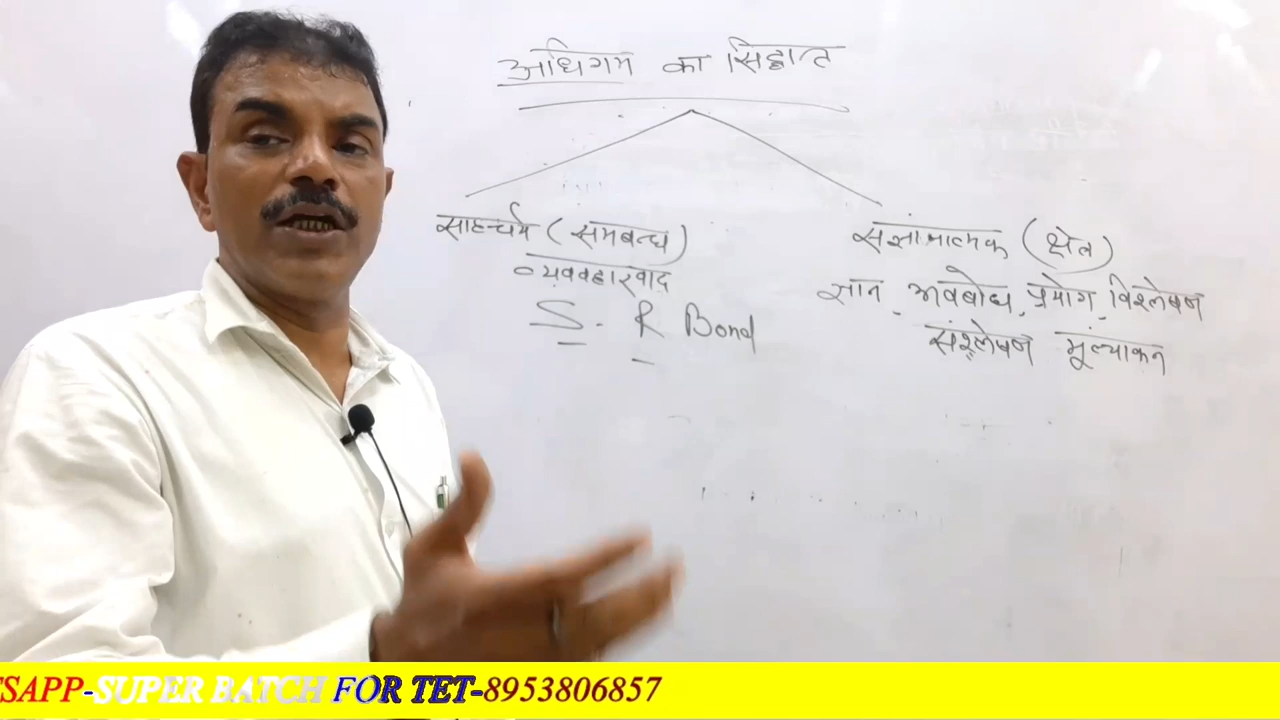 अधिगम का सिद्धान्त
साहचर्य (सम्बन्ध)
व्यवहारवाद
S - R Bond
संज्ञानात्मक (क्षेत्र)
ज्ञान, अवबोध, प्रयोग, विश्लेषण
संश्लेषण मूल्यांकन
TSAPP-SUPER BATCH FOR TET-8953806857